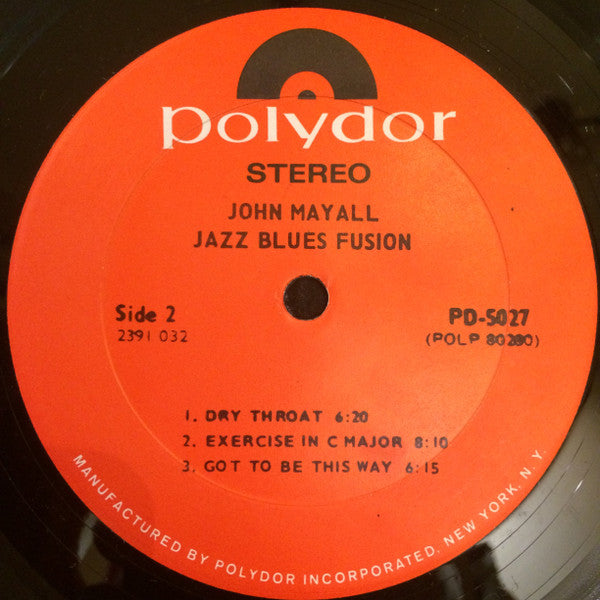 polydor
STEREO
JOHN MAYALL
JAZZ BLUES FUSION
Side 2
2391 032
PD-5027
(POLP 80280)
1. DRY THROAT 6:20
2. EXERCISE IN C MAJOR 8:10
3. GOT TO BE THIS WAY 6:15
MANUFACTURED BY POLYDOR INCORPORATED, NEW YORK, N. Y.